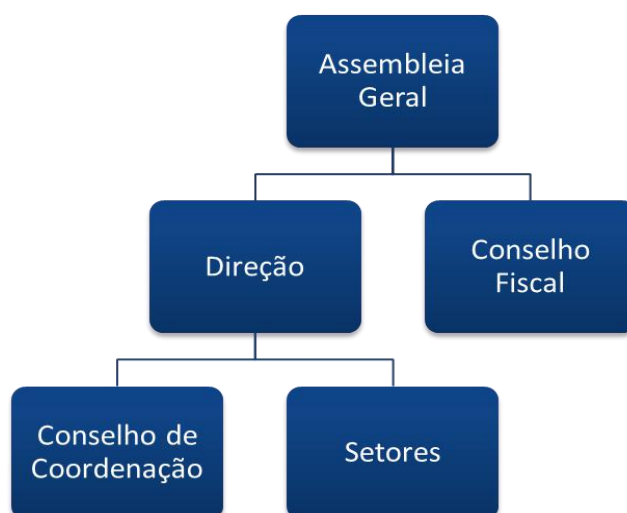 Assembleia
Geral
Direção
Conselho
Fiscal
Conselho de
Coordenação
Setores